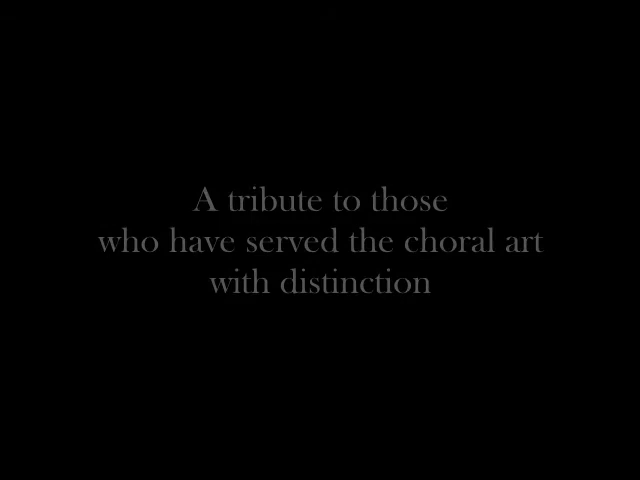 A tribute to those
who have served the choral art
with distinction